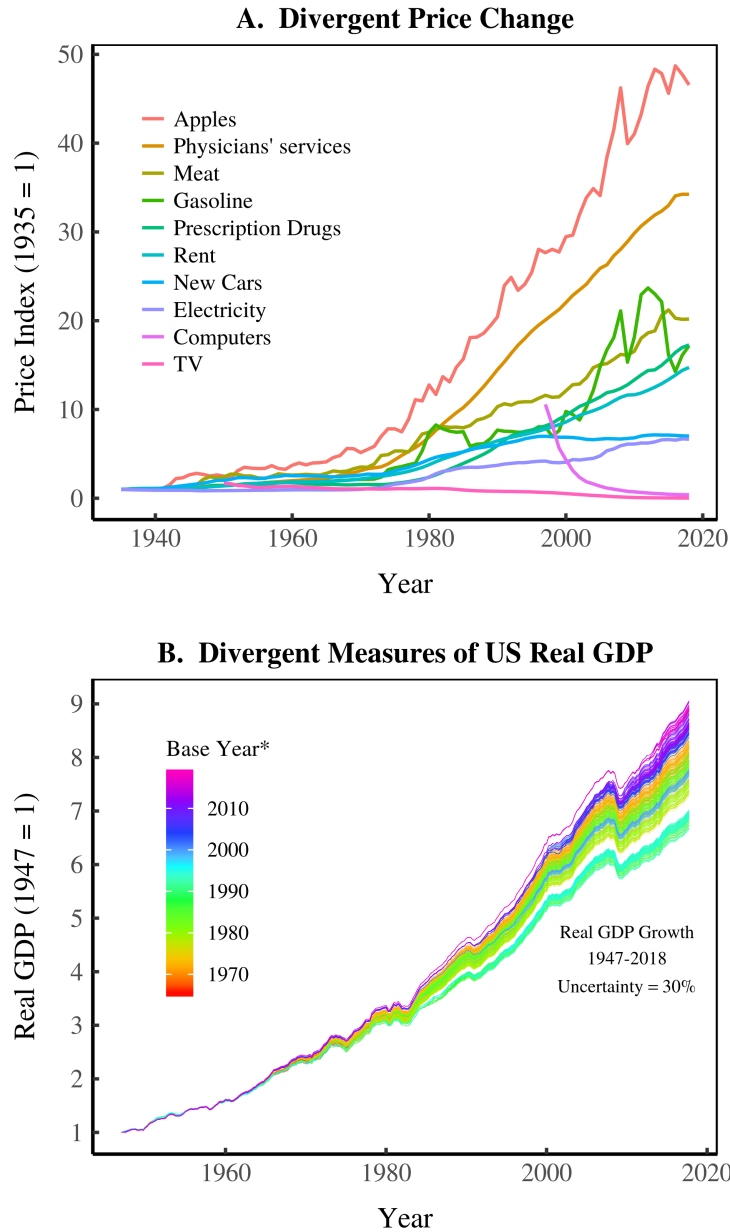 A. Divergent Price Change
Price Index (1935 = 1)
50
40
30
20
10
0
Apples
Physicians' services
Meat
Gasoline
Prescription Drugs
Rent
New Cars
Electricity
Computers
TV
1940 1960 1980 2000 2020
Year
B. Divergent Measures of US Real GDP
Real GDP (1947 = 1)
9
8
7
6
5
4
3
2
1
Base Year*
2010
2000
1990
1980
1970
Real GDP Growth
1947-2018
Uncertainty = 30%
1960 1980 2000 2020
Year